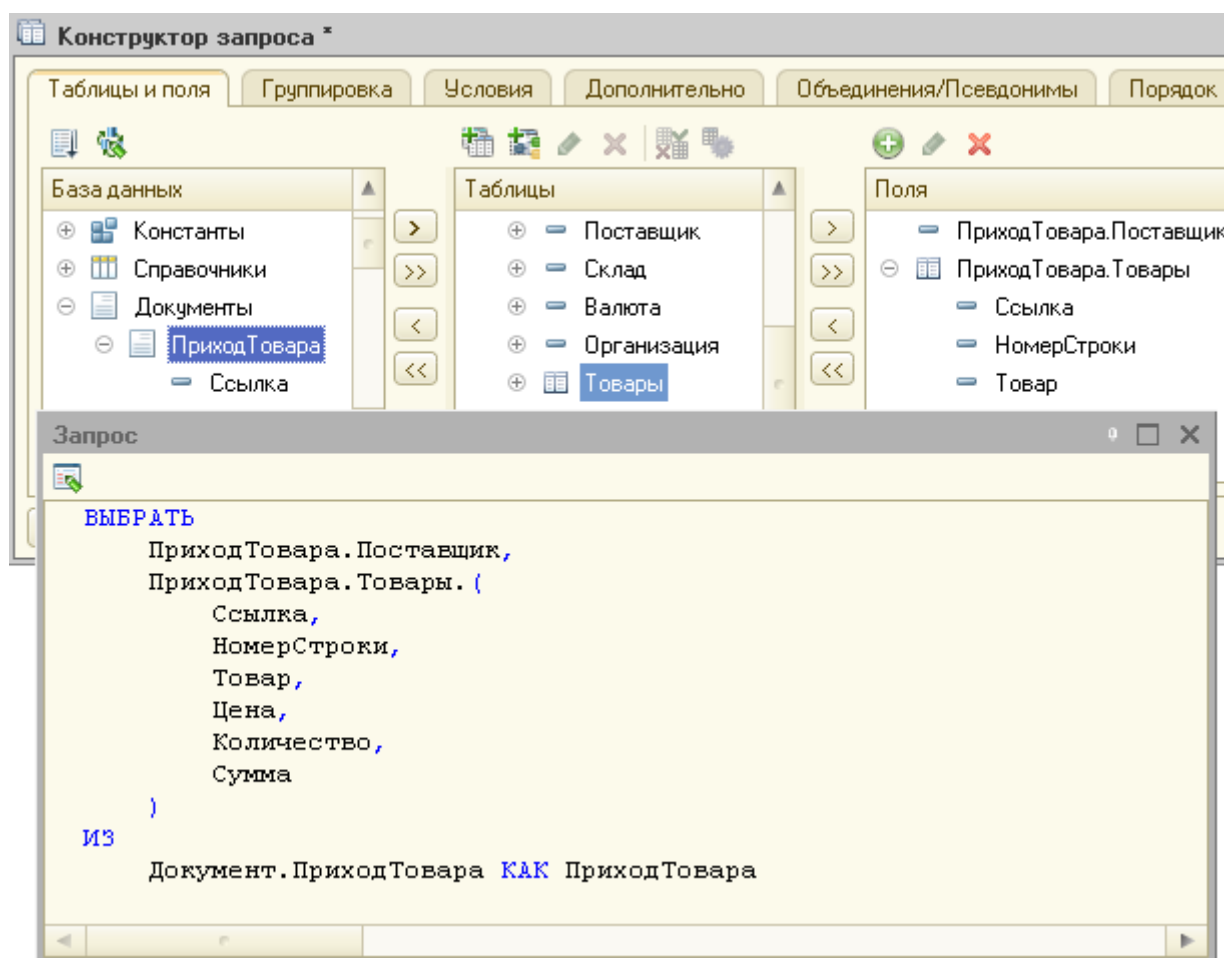 Конструктор запроса *
Таблицы и поля Группировка Условия Дополнительно Объединения/Псевдонимы Порядок
База данных Таблицы Поля
Константы Поставщик > > ПриходТовара.Поставщик
Справочники >> Склад >> ПриходТовара.Товары
Документы Валюта Ссылка
ПриходТовара < Организация < НомерСтроки
Ссылка << Товары << Товар
Запрос
ВЫБРАТЬ
ПриходТовара.Поставщик,
ПриходТовара.Товары.(
Ссылка,
НомерСтроки,
Товар,
Цена,
Количество,
Сумма
)
ИЗ
Документ.ПриходТовара КАК ПриходТовара